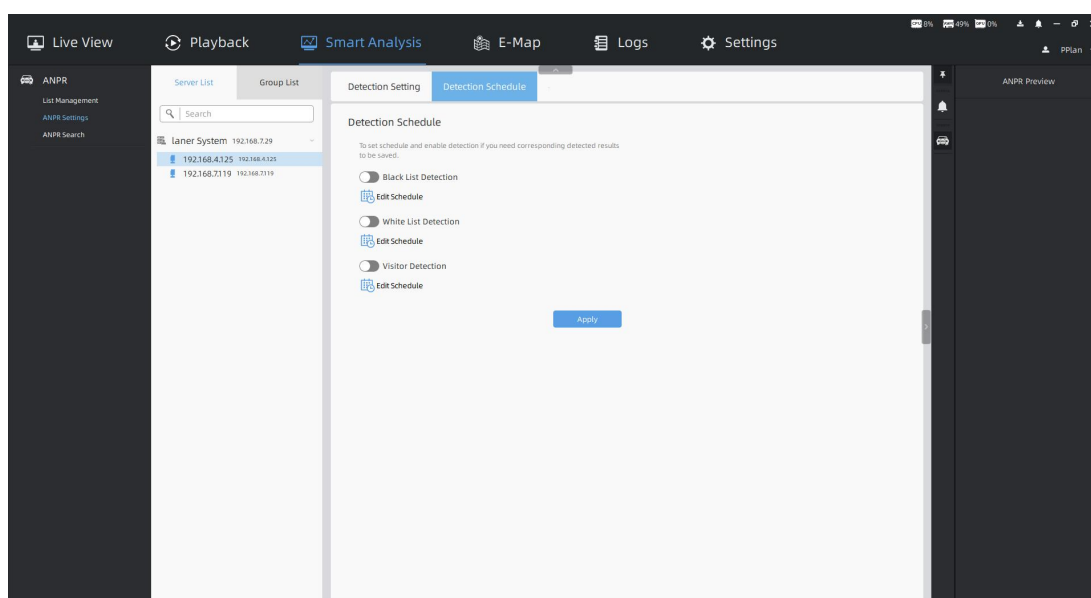 CPU 8% 49% GPU 0%
Live View Playback Smart Analysis E-Map Logs Settings
PPlan
ANPR
List Management
ANPR Settings
ANPR Search
Server List Group List
Search
laner System 192.168.7.29
192.168.4.125 192.168.4.125
192.168.7.119 192.168.7.119
Detection Setting Detection Schedule
Detection Schedule
To set schedule and enable detection if you need corresponding detected results
to be saved.
Black List Detection
Edit Schedule
White List Detection
Edit Schedule
Visitor Detection
Edit Schedule
Apply
ANPR Preview